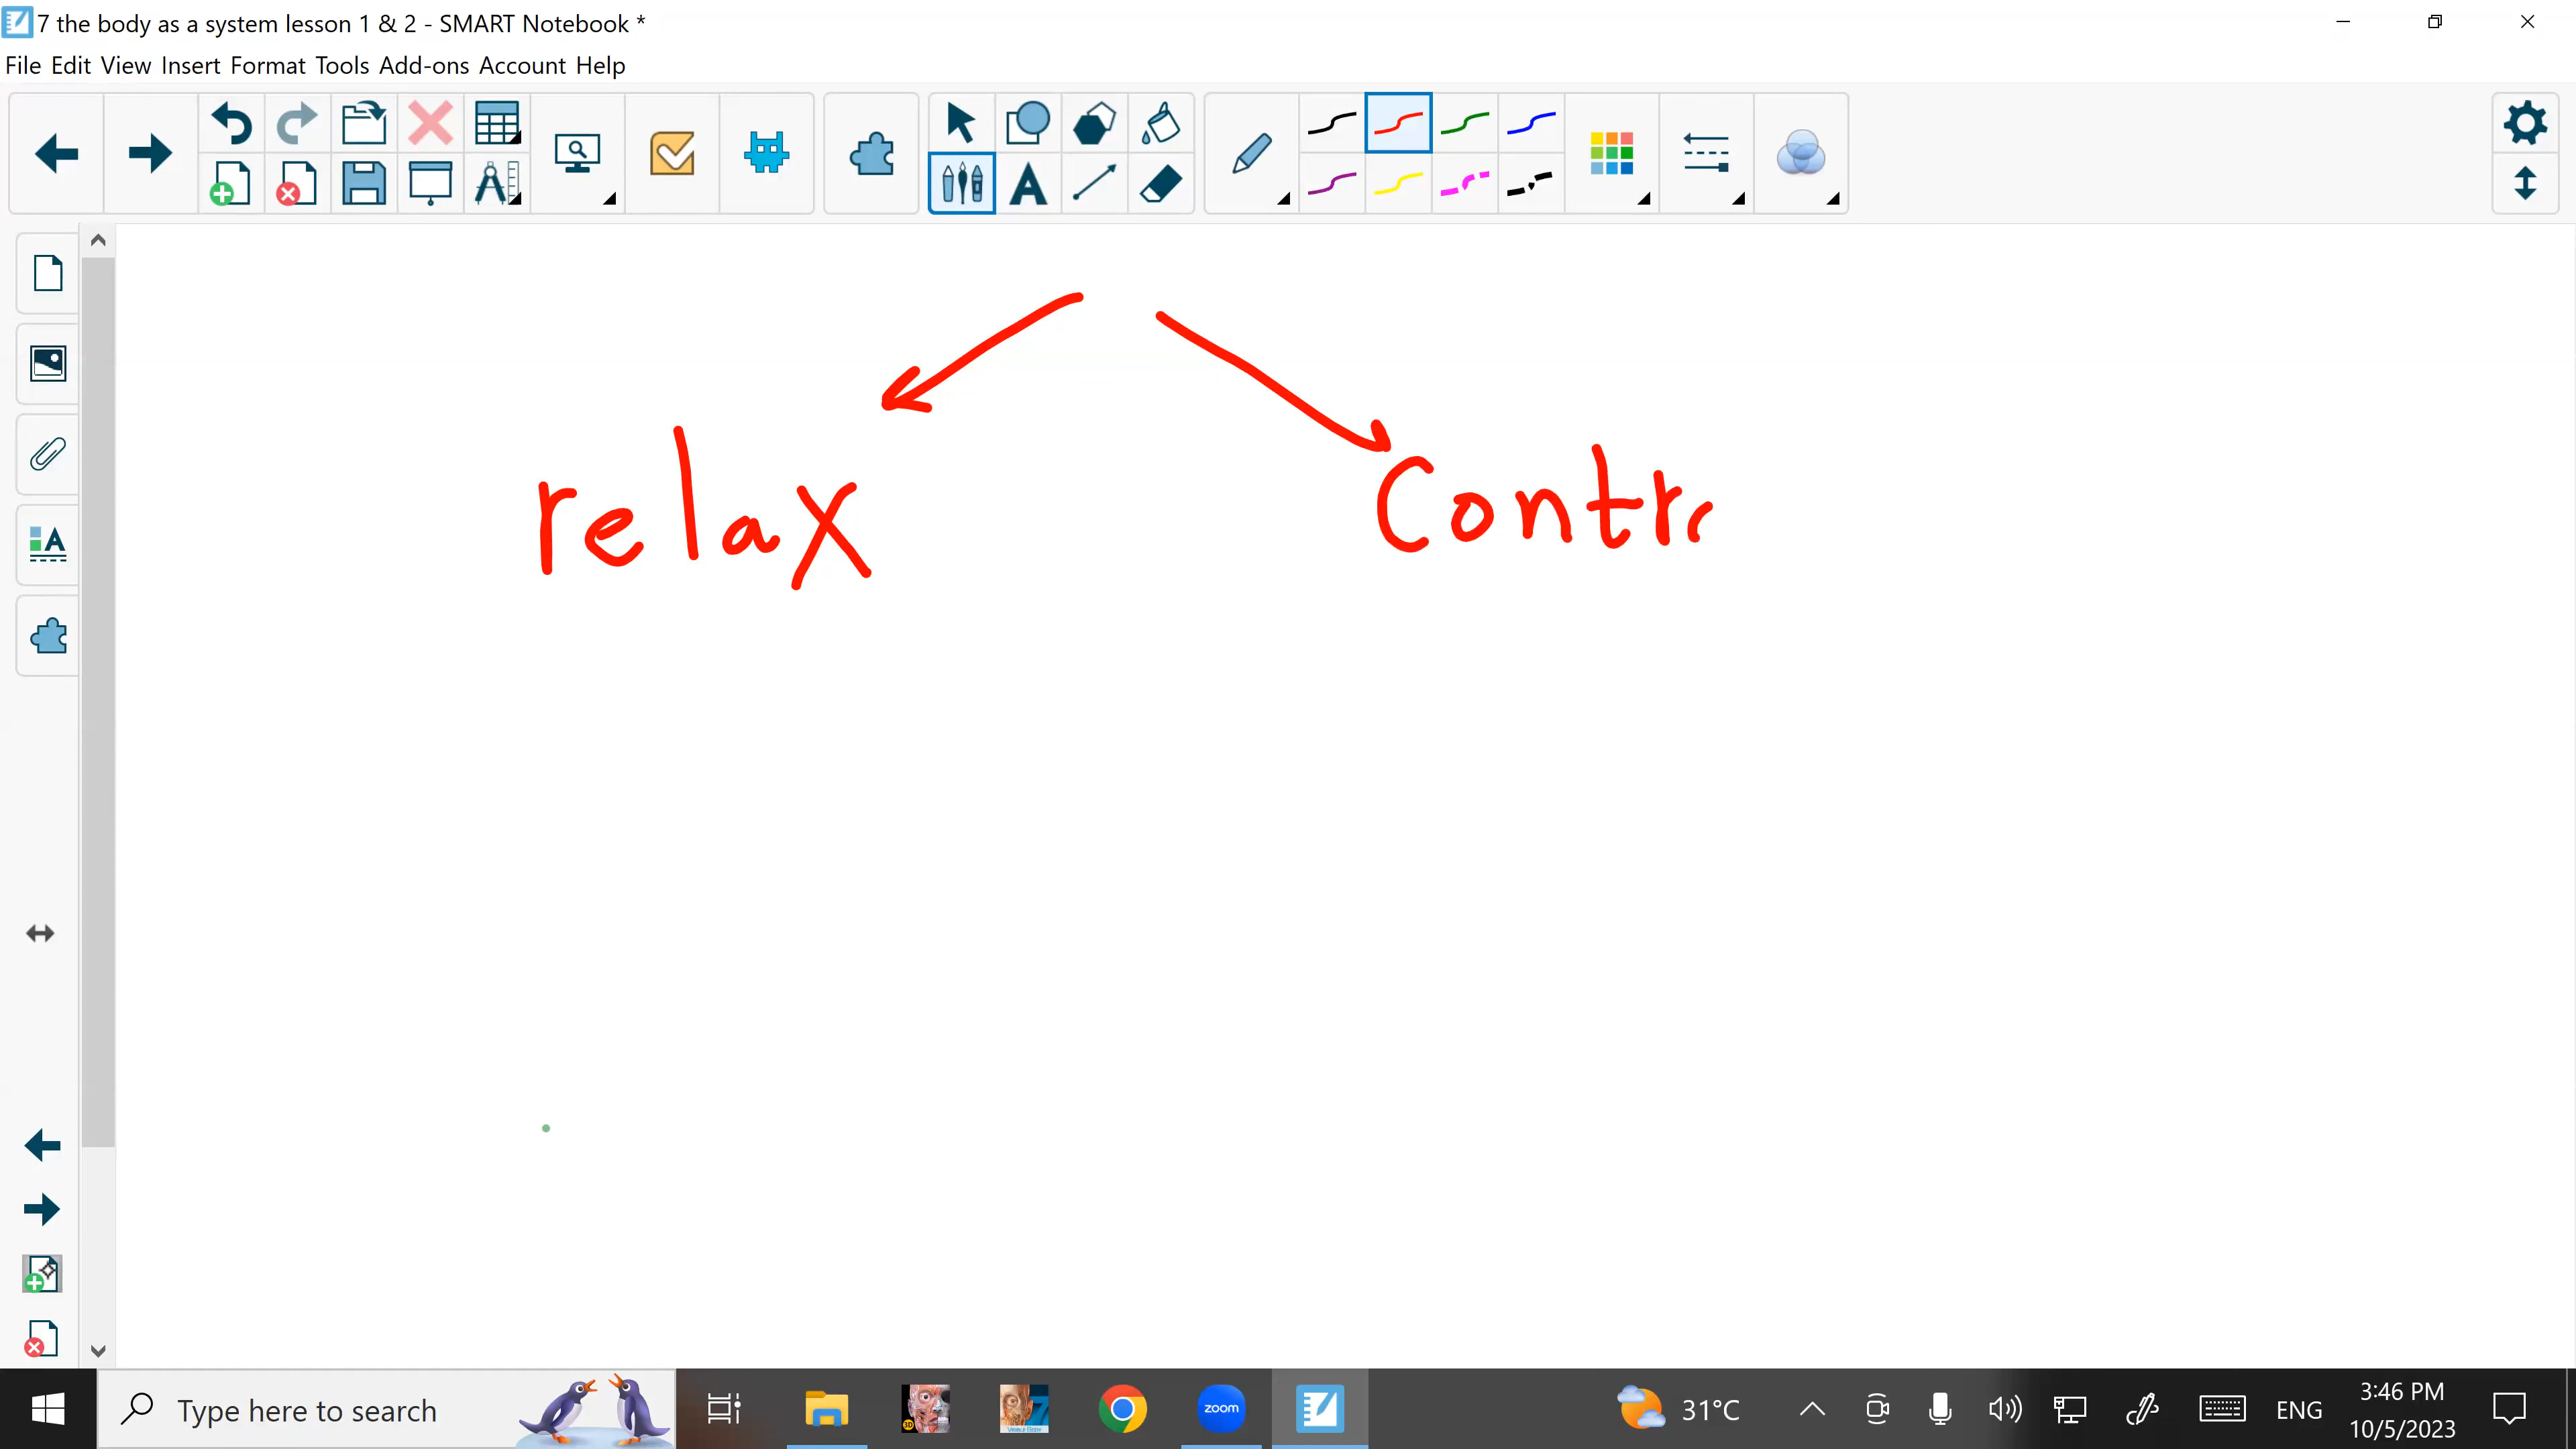 7 the body as a system lesson 1 & 2 - SMART Notebook *
File Edit View Insert Format Tools Add-ons Account Help
relax Contr
Type here to search
zoom
31°C
ENG
3:46 PM
10/5/2023